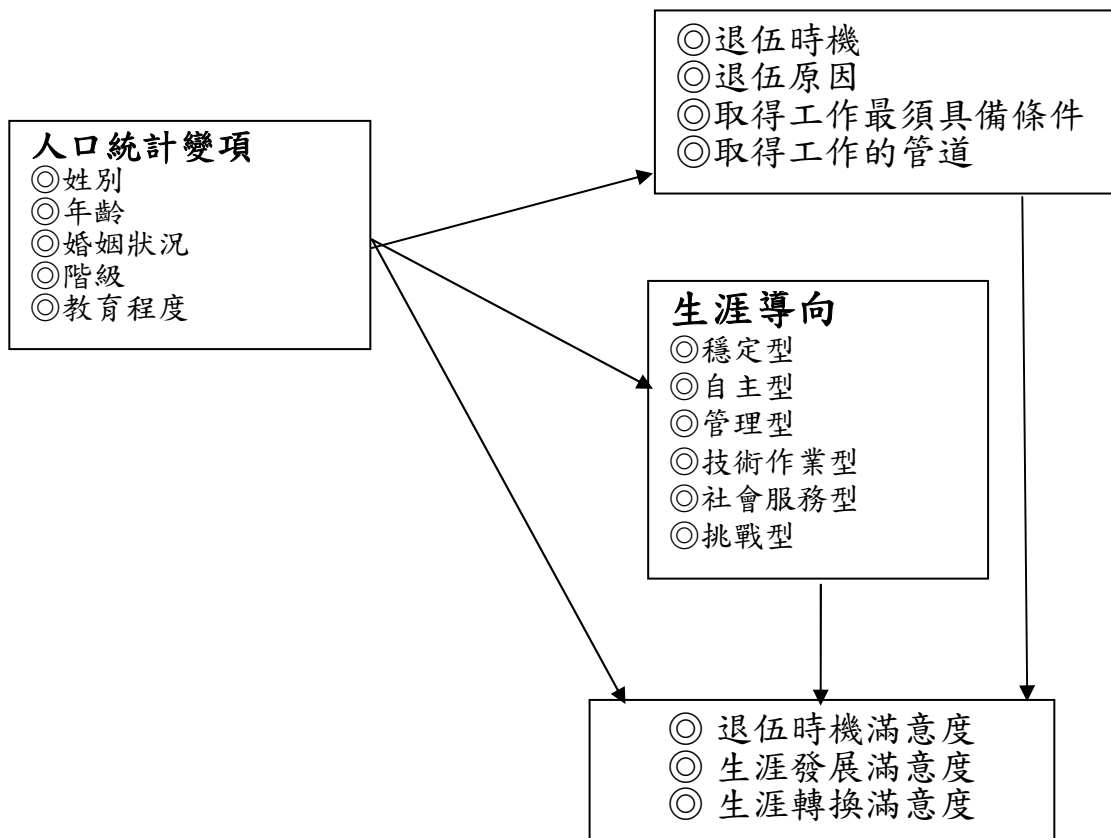 ◎退伍時機
◎退伍原因
◎取得工作最須具備條件
◎取得工作的管道
人口統計變項
◎姓別
◎年齡
◎婚姻狀況
◎階級
◎教育程度
生涯導向
◎穩定型
◎自主型
◎管理型
◎技術作業型
◎社會服務型
◎挑戰型
◎ 退伍時機滿意度
◎ 生涯發展滿意度
◎ 生涯轉換滿意度